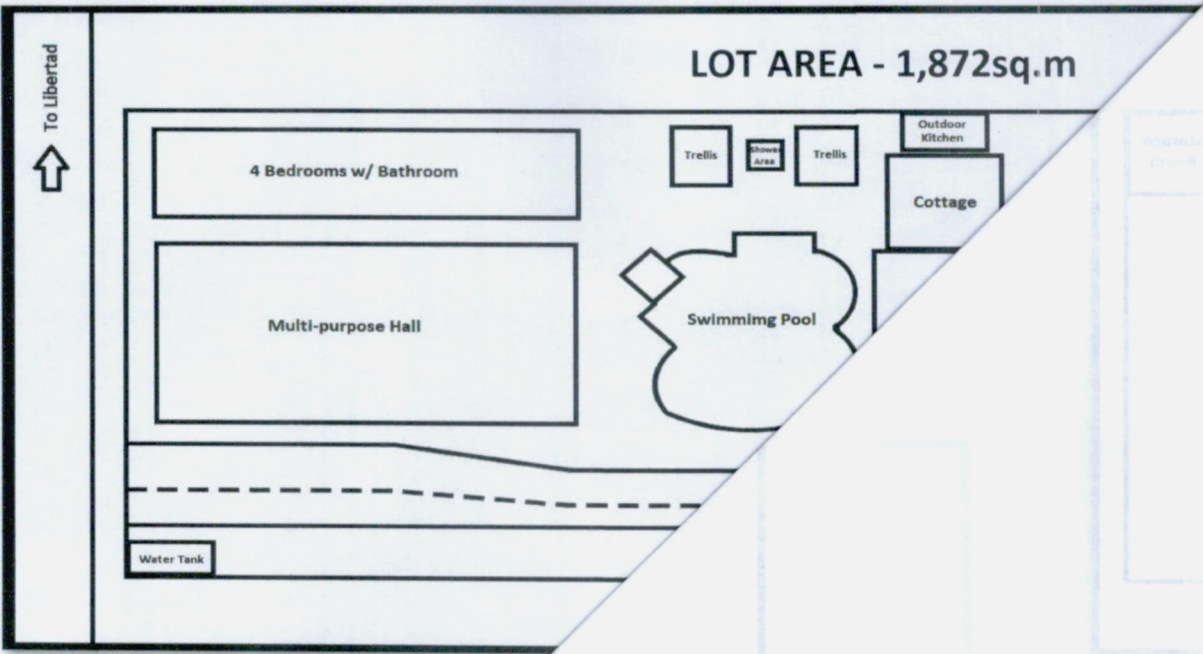 To Libertad
LOT AREA - 1,872sq.m
4 Bedrooms w/ Bathroom
Trellis
Shower
Area
Trellis
Outdoor
Kitchen
Cottage
Multi-purpose Hall
Swimmimg Pool
Water Tank